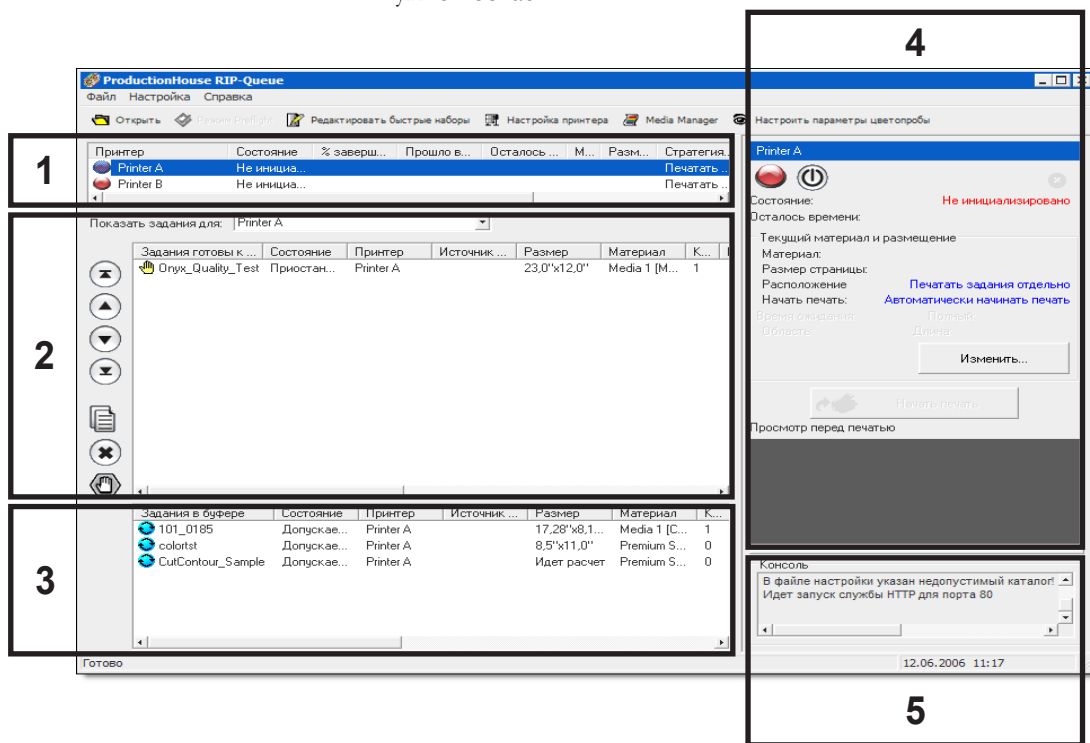 4
ProductionHouse RIP-Queue
Файл Настройка Справка
Открыть Режим Preflight Редактировать быстрые наборы Настройка принтера Media Manager Настроить параметры цветопробы
1
Принтер Состояние % заверш... Прошло в... Осталось ... М... Разм... Стратегия..
Printer A Не инициа... Печатать ..
Printer B Не инициа... Печатать ..
2
Показать задания для: Printer A
Задания готовы к ... Состояние Принтер Источник ... Размер Материал К...
Onyx_Quality_Test Приостан... Printer A 23,0"x12,0" Media 1 [M... 1
3
Задания в буфере Состояние Принтер Источник ... Размер Материал К...
101_0185 Допускае... Printer A 17,28"x8,1... Media 1 [C... 1
colortst Допускае... Printer A 8,5"x11,0" Premium S... 0
CutContour_Sample Допускае... Printer A Идет расчет Premium S... 0
Готово
Printer A
Состояние: Не инициализировано
Осталось времени:
Текущий материал и размещение
Материал:
Размер страницы:
Расположение Печатать задания отдельно
Начать печать: Автоматически начинать печать
Время ожидания: Полный:
Область: Длина:
Изменить...
Начать печать
Просмотр перед печатью
Консоль
В файле настройки указан недопустимый каталог!
Идет запуск службы HTTP для порта 80
12.06.2006 11:17
5